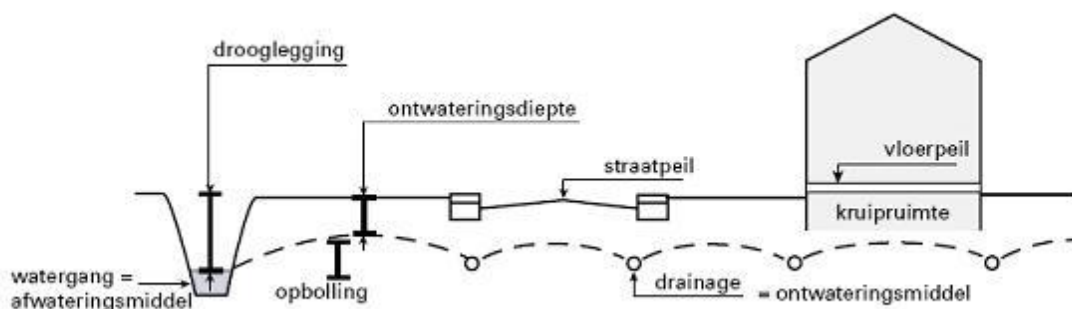 drooglegging
ontwateringsdiepte
straatpeil
vloerpeil
kruipruimte
watergang =
afwateringsmiddel
opbolling
drainage = ontwateringsmiddel